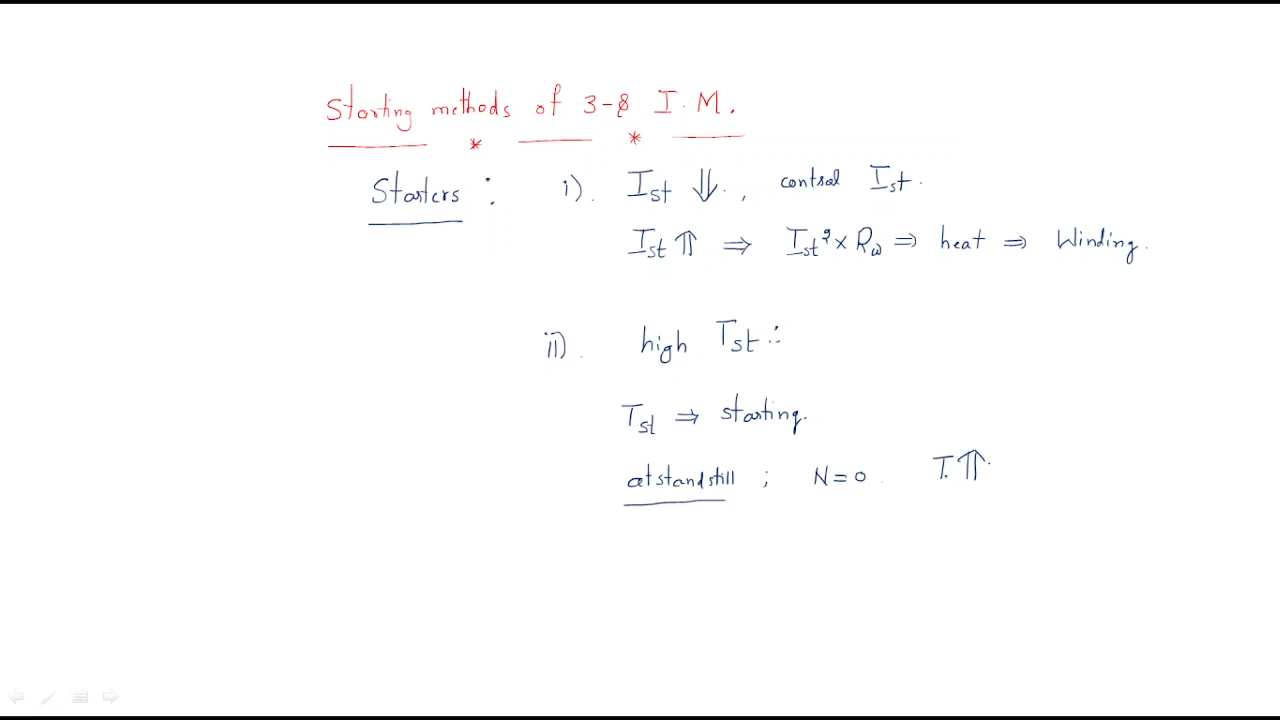 Starting methods of 3-ϕ I.M.
Starters : i). Ist ⇓, control Ist.
Ist ⇑ ⇒ Ist² × Rw ⇒ heat ⇒ Winding.
ii). high Tst :-
Tst ⇒ starting.
at standstill ; N = 0. T. ⇑.